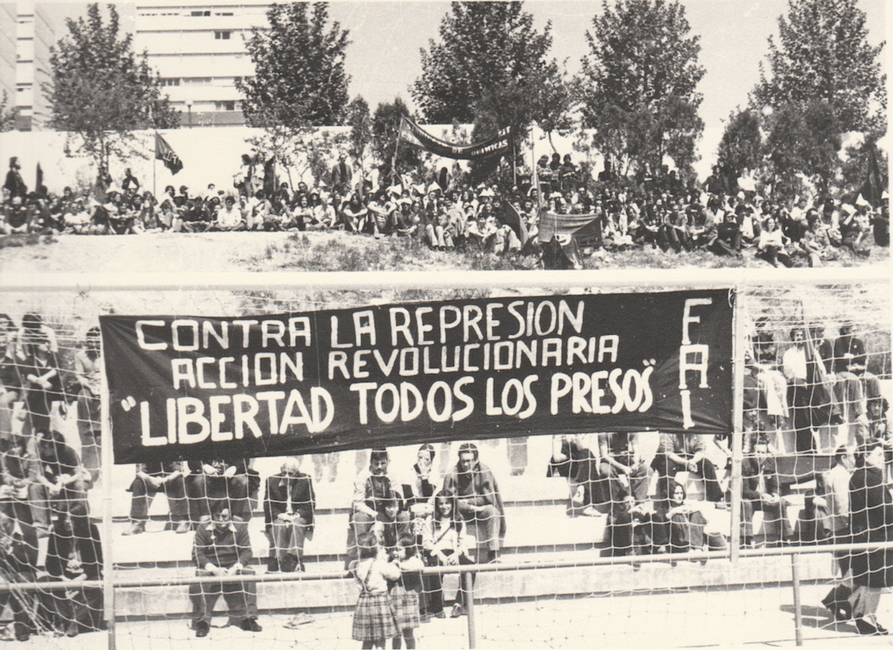 CONTRA LA REPRESION
ACCION REVOLUCIONARIA
"LIBERTAD TODOS LOS PRESOS"
FAI